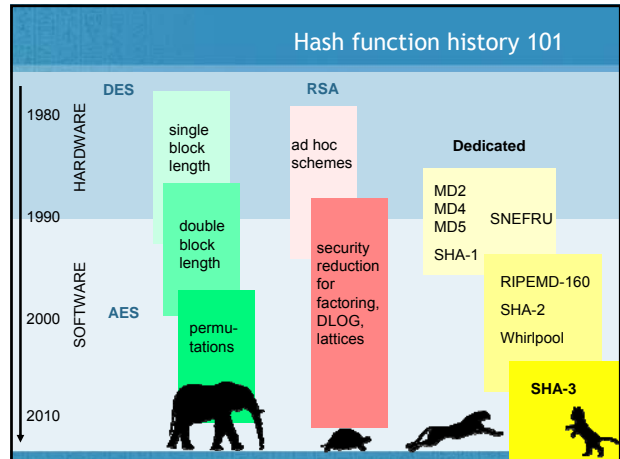 Hash function history 101
DES
RSA
1980
HARDWARE
single
block
length
ad hoc
schemes
Dedicated
MD2
MD4
MD5
SNEFRU
SHA-1
1990
double
block
length
security
reduction
for
factoring,
DLOG,
lattices
RIPEMD-160
SHA-2
Whirlpool
SOFTWARE
AES
2000
permu-
tations
SHA-3
2010